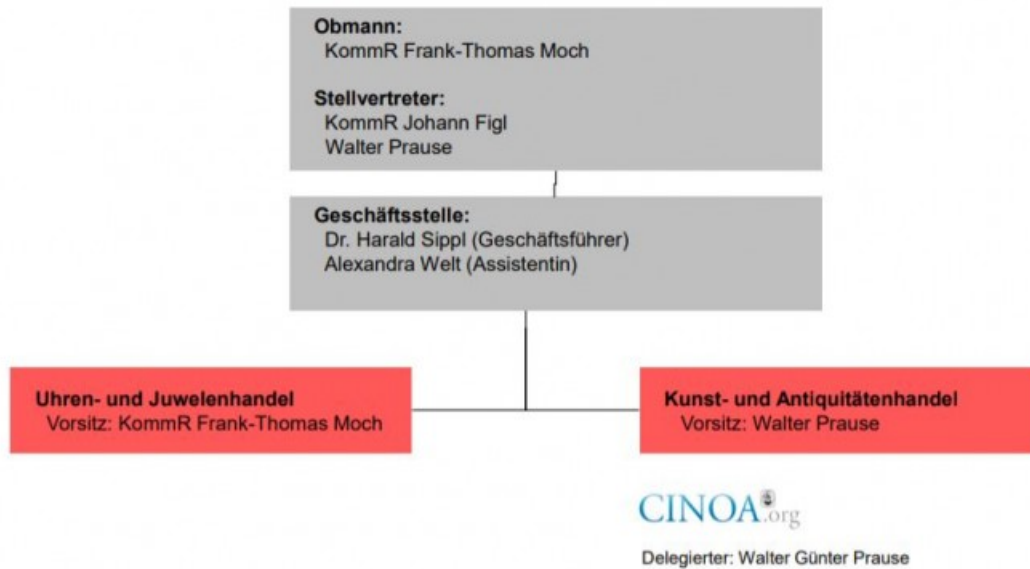 Obmann:
KommR Frank-Thomas Moch
Stellvertreter:
KommR Johann Figl
Walter Prause
Geschäftsstelle:
Dr. Harald Sippl (Geschäftsführer)
Alexandra Welt (Assistentin)
Uhren- und Juwelenhandel
Vorsitz: KommR Frank-Thomas Moch
Kunst- und Antiquitätenhandel
Vorsitz: Walter Prause
CINOA.org
Delegierter: Walter Günter Prause